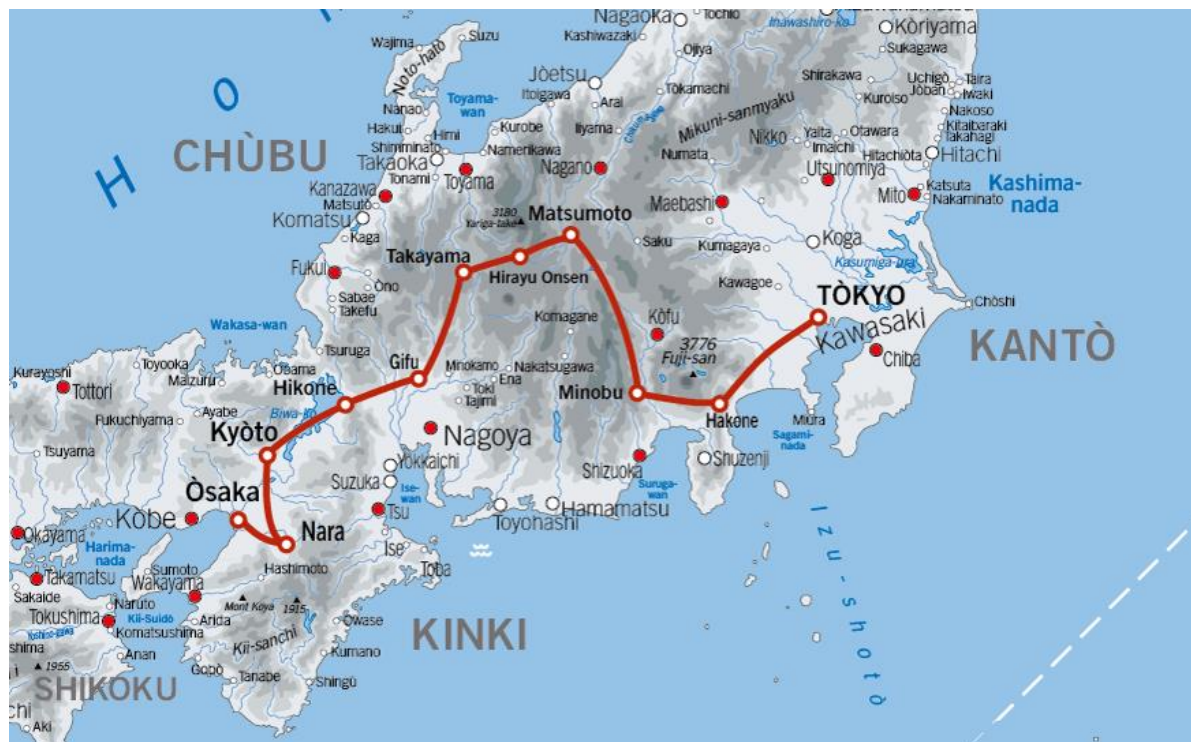 Nagaoka
Tochio
Kashiwazaki
Inawashiro-ko
Kòriyama
Wajima
Suzu
Ojiya
Sukagawa
Noto-hatò
Jòetsu
Itoigawa
Arai
Tòkamachi
Shirakawa
Uchigò
Taira
Jòban
Iwaki
Toyama-
wan
Kuroiso
Nanao
Nakoso
H
O
Mikuni-sanmyaku
Hakui
Himi
Kurobe
Iiyama
Kitaibaraki
Takahagi
CHÙBU
Shimminato
Namerikawa
Nikko
Yaita
Otawara
Imaichi
Takaoka
Nagano
Numata
Hitachiòta
Hitachi
Tonami
Toyama
Utsunomiya
Kanazawa
Matsutò
Maebashi
Mito
Katsuta
Nakaminato
Kashima-
nada
Komatsu
3180
Yariga-take
Matsumoto
Kaga
Saku
Kumagaya
Koga
Takayama
Kasumiga-ura
Fukui
Hirayu Onsen
Òno
Kawagoe
Sabae
Takefu
TÒKYO
Chòshi
Komagane
Kòfu
Kawasaki
KANTÒ
Wakasa-wan
3776
Fuji-san
Tsuruga
Chiba
Toyooka
Gifu
Minokamo
Nakatsugawa
Kurayoshi
Obama
Ena
Tottori
Maizuru
Hikone
Toki
Tajimi
Minobu
Fukuchiyama
Ayabe
Biwa-ko
Hakone
Miura
Kyòto
Nagoya
Sagami-
nada
Tsuyama
Yokkaichi
Shizuoka
Shuzenji
Suzuka
Ise-
wan
Suruga-
wan
Òsaka
Kòbe
Tsu
Toyohashi
Hamamatsu
Okayama
Nara
Harima-
nada
Ise
Izu-shotò
Sumoto
Hashimoto
Toba
Takamatsu
Wakayama
Sakaide
Naruto
Mont Koya
1915
Tokushima
Kii-Suidò
Arida
Owase
KINKI
Komatsushima
Kii-sanchi
Anan
Kumano
1955
Gobò
SHIKOKU
Tanabe
Shingù
Aki